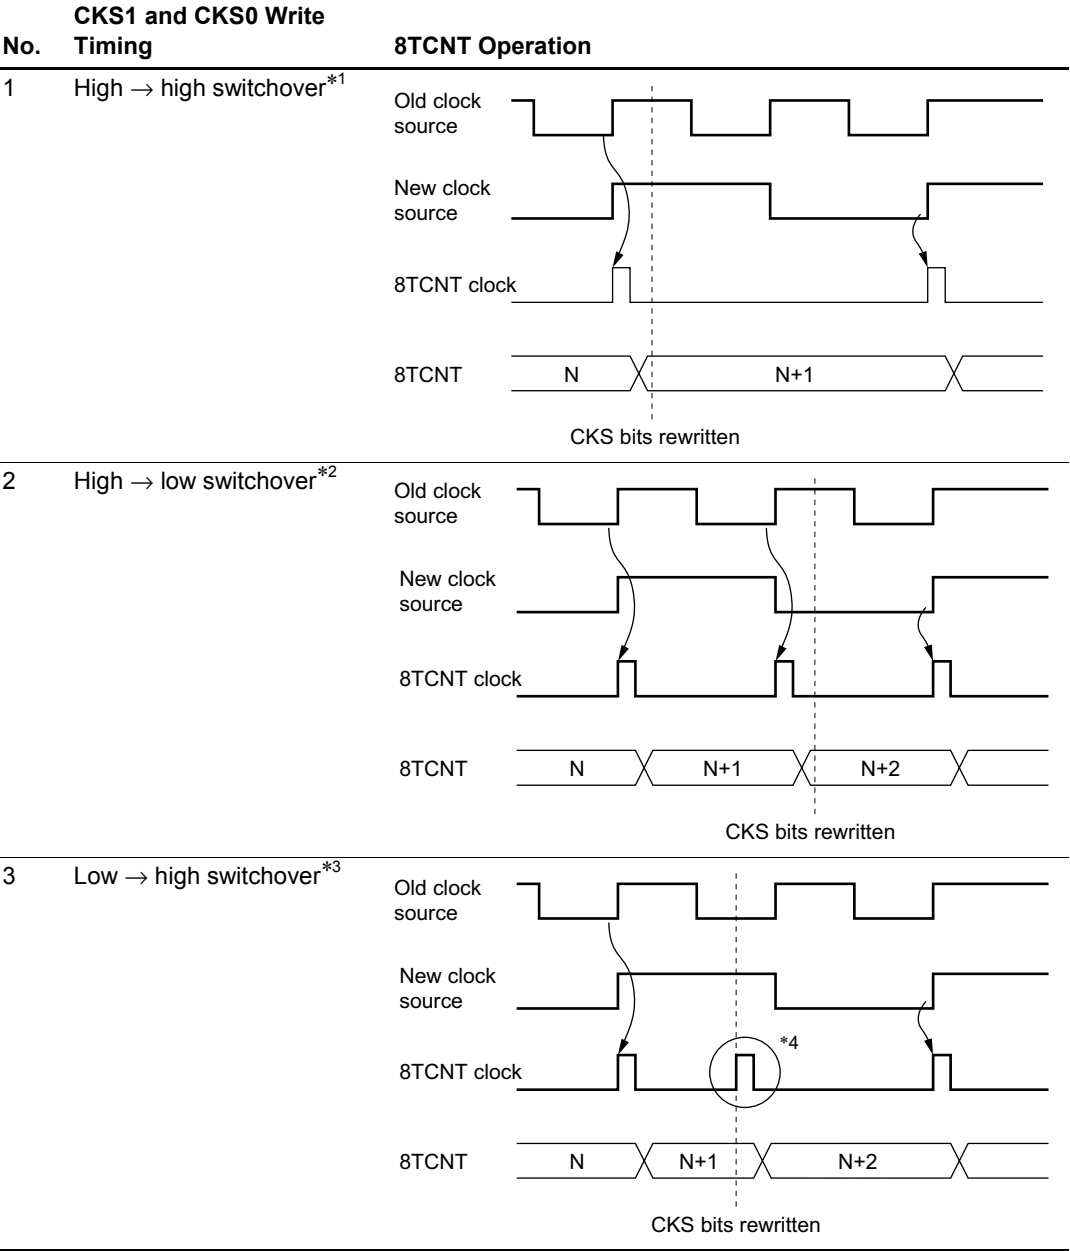 CKS1 and CKS0 Write
No. Timing 8TCNT Operation
1 High → high switchover*1
Old clock
source
New clock
source
8TCNT clock
8TCNT N N+1
CKS bits rewritten
2 High → low switchover*2
Old clock
source
New clock
source
8TCNT clock
8TCNT N N+1 N+2
CKS bits rewritten
3 Low → high switchover*3
Old clock
source
New clock
source
*4
8TCNT clock
8TCNT N N+1 N+2
CKS bits rewritten